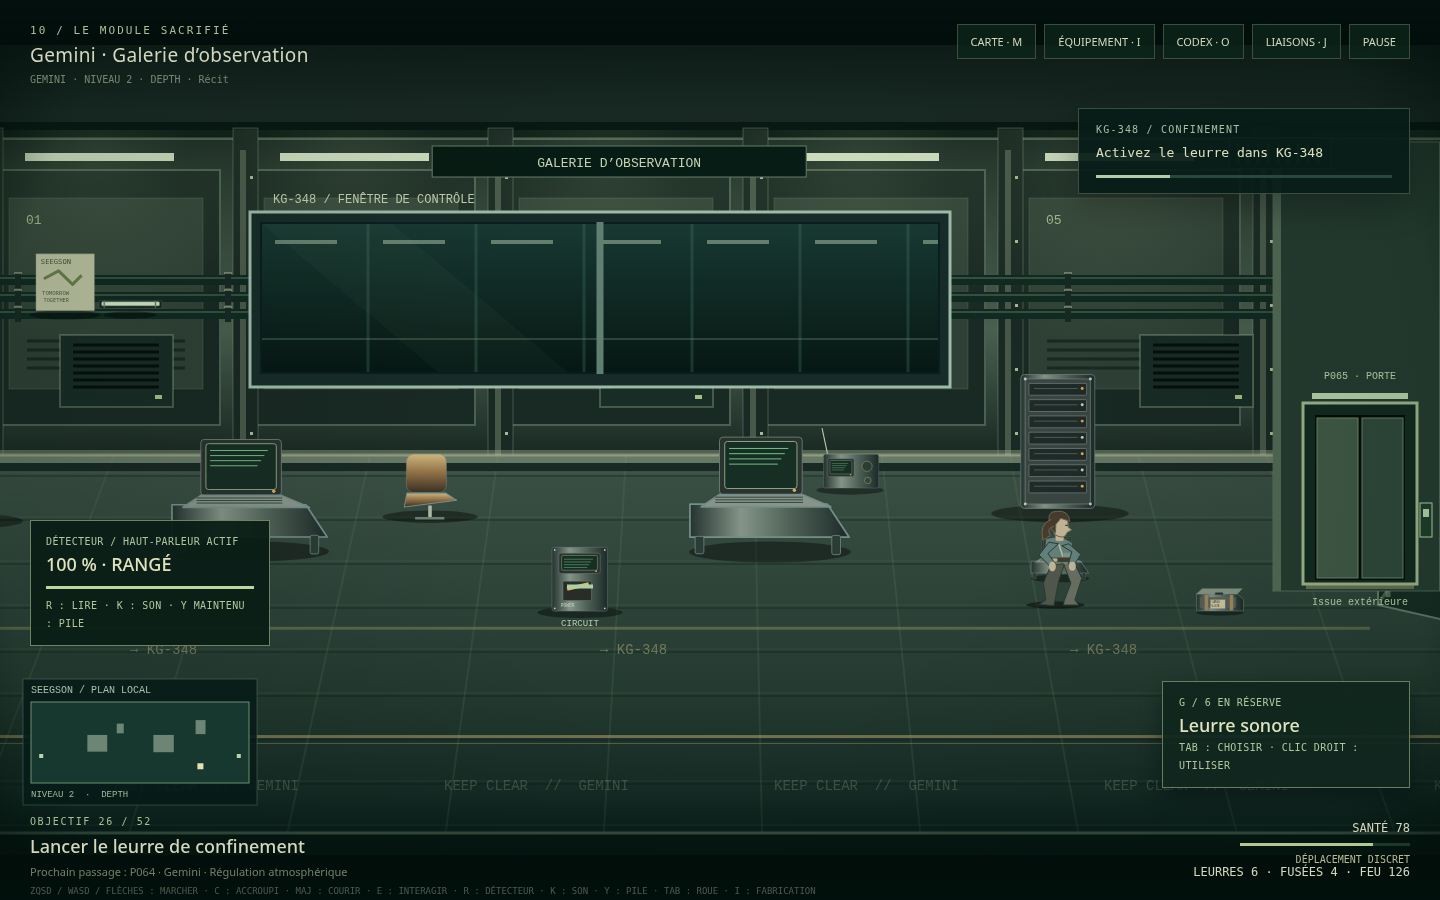 10 / LE MODULE SACRIFIÉ
Gemini · Galerie d’observation
GEMINI · NIVEAU 2 · DEPTH · Récit
CARTE · M
ÉQUIPEMENT · I
CODEX · O
LIAISONS · J
PAUSE
KG-348 / CONFINEMENT
Activez le leurre dans KG-348
GALERIE D’OBSERVATION
KG-348 / FENÊTRE DE CONTRÔLE
01
05
SEEGSON
TOMORROW
TOGETHER
P065 · PORTE
Issue extérieure
DÉTECTEUR / HAUT-PARLEUR ACTIF
100 % · RANGÉ
R : LIRE · K : SON · Y MAINTENU
: PILE
CIRCUIT
→ KG-348
→ KG-348
→ KG-348
SEEGSON / PLAN LOCAL
NIVEAU 2 · DEPTH
G / 6 EN RÉSERVE
Leurre sonore
TAB : CHOISIR · CLIC DROIT :
UTILISER
EMINI
KEEP CLEAR // GEMINI
KEEP CLEAR // GEMINI
KEEP CL
OBJECTIF 26 / 52
Lancer le leurre de confinement
Prochain passage : P064 · Gemini · Régulation atmosphérique
ZQSD / WASD / FLÈCHES : MARCHER · C : ACCROUPI · MAJ : COURIR · E : INTERAGIR · R : DÉTECTEUR · K : SON · Y : PILE · TAB : ROUE · I : FABRICATION
SANTÉ 78
DÉPLACEMENT DISCRET
LEURRES 6 · FUSÉES 4 · FEU 126